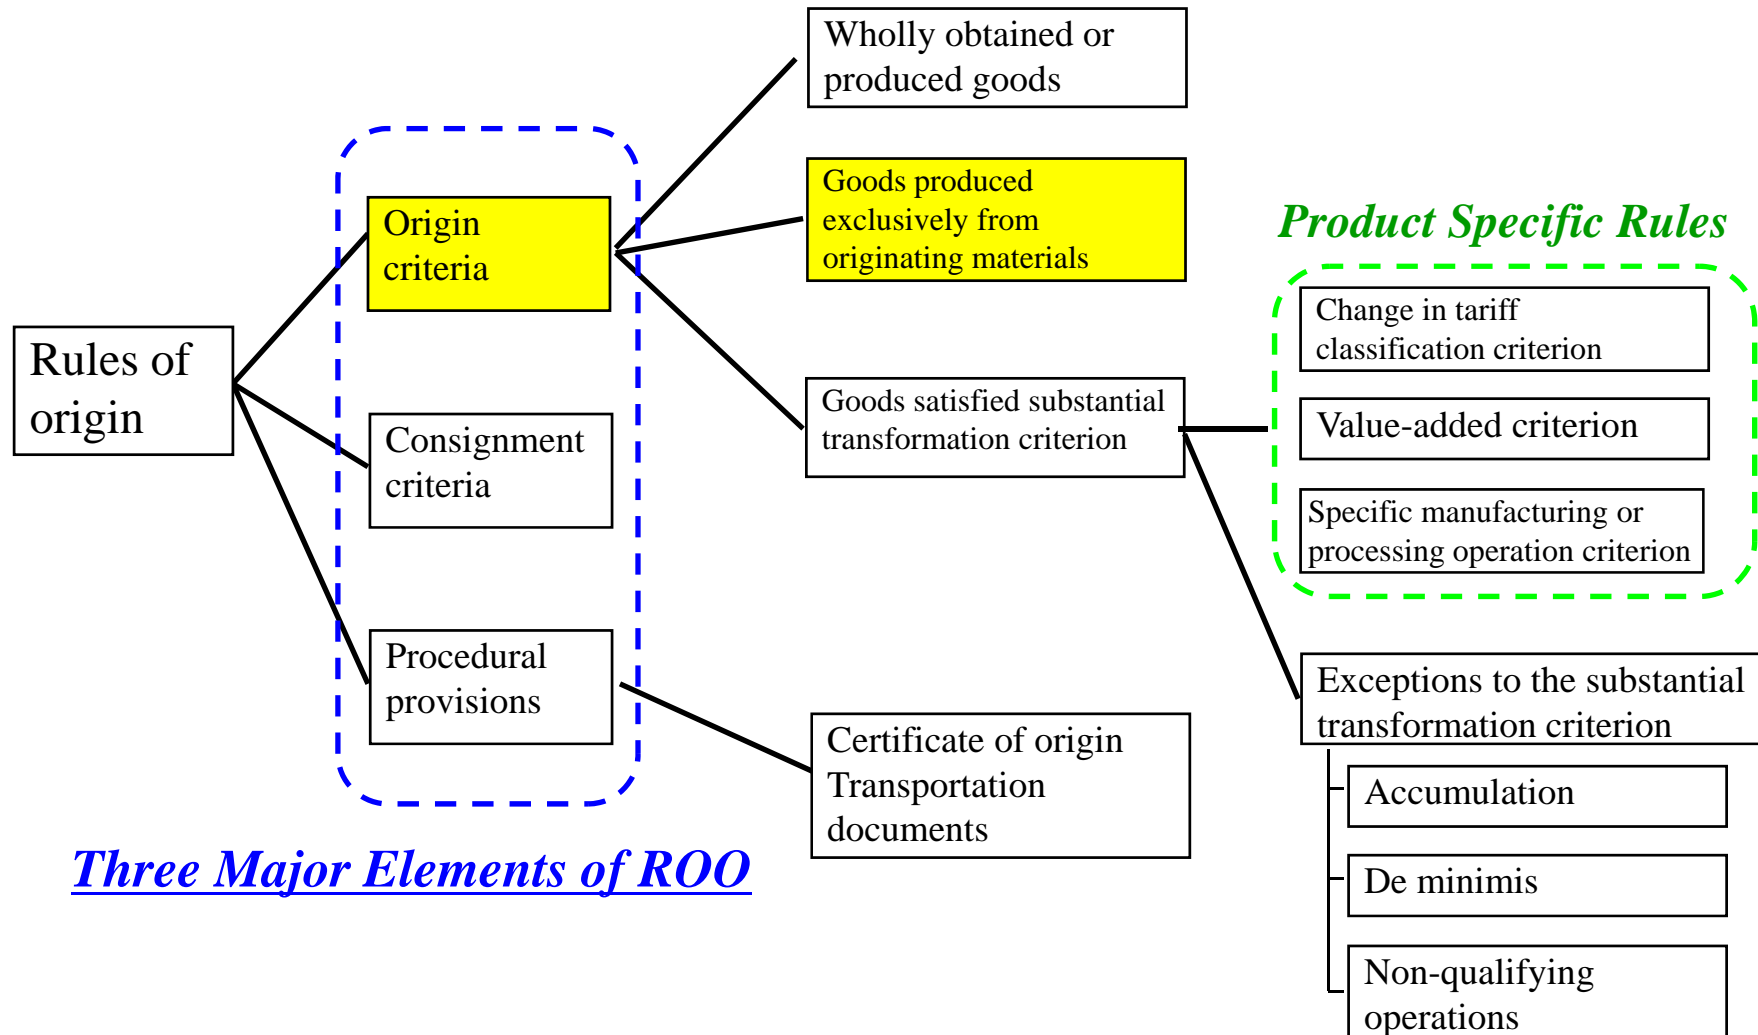 Rules of
origin
Origin
criteria
Consignment
criteria
Procedural
provisions
Three Major Elements of ROO
Wholly obtained or
produced goods
Goods produced
exclusively from
originating materials
Goods satisfied substantial
transformation criterion
Certificate of origin
Transportation
documents
Product Specific Rules
Change in tariff
classification criterion
Value-added criterion
Specific manufacturing or
processing operation criterion
Exceptions to the substantial
transformation criterion
Accumulation
De minimis
Non-qualifying
operations